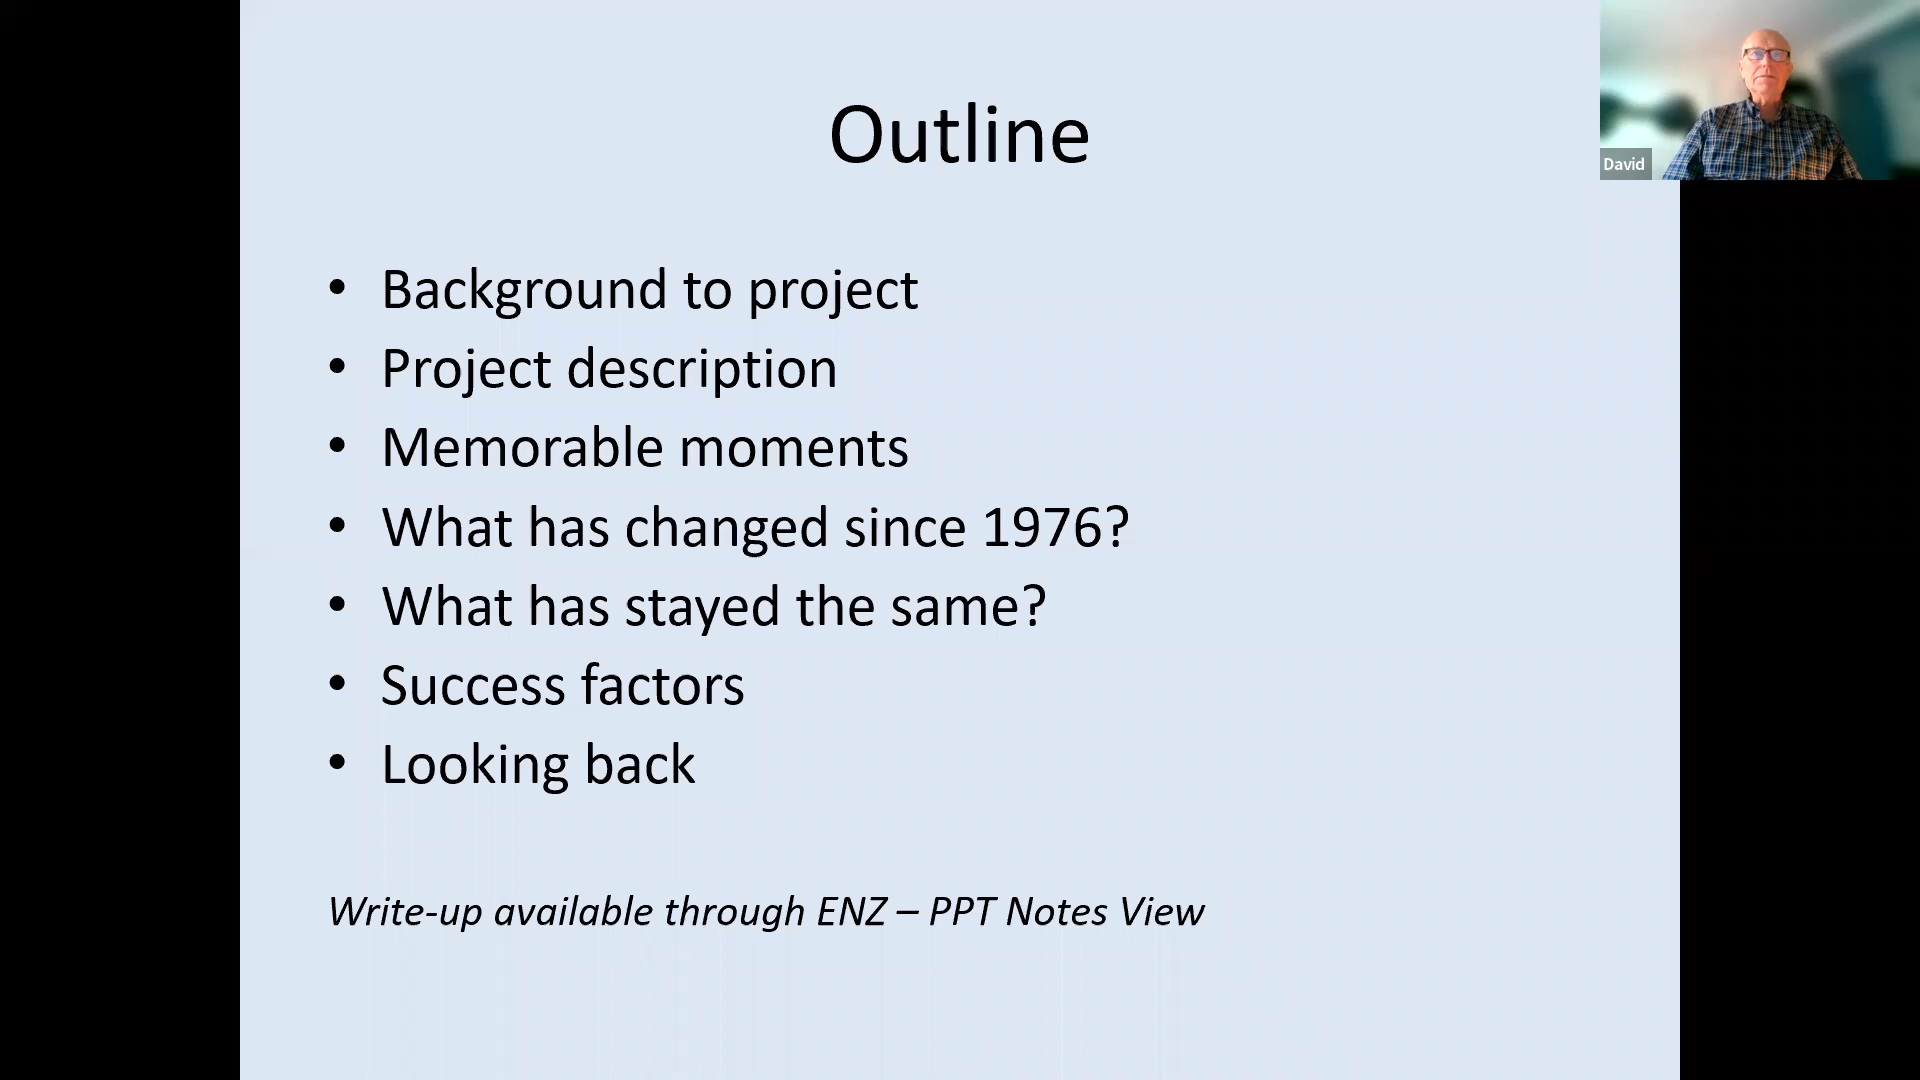 Outline
David
• Background to project
• Project description
• Memorable moments
• What has changed since 1976?
• What has stayed the same?
• Success factors
• Looking back
Write-up available through ENZ – PPT Notes View